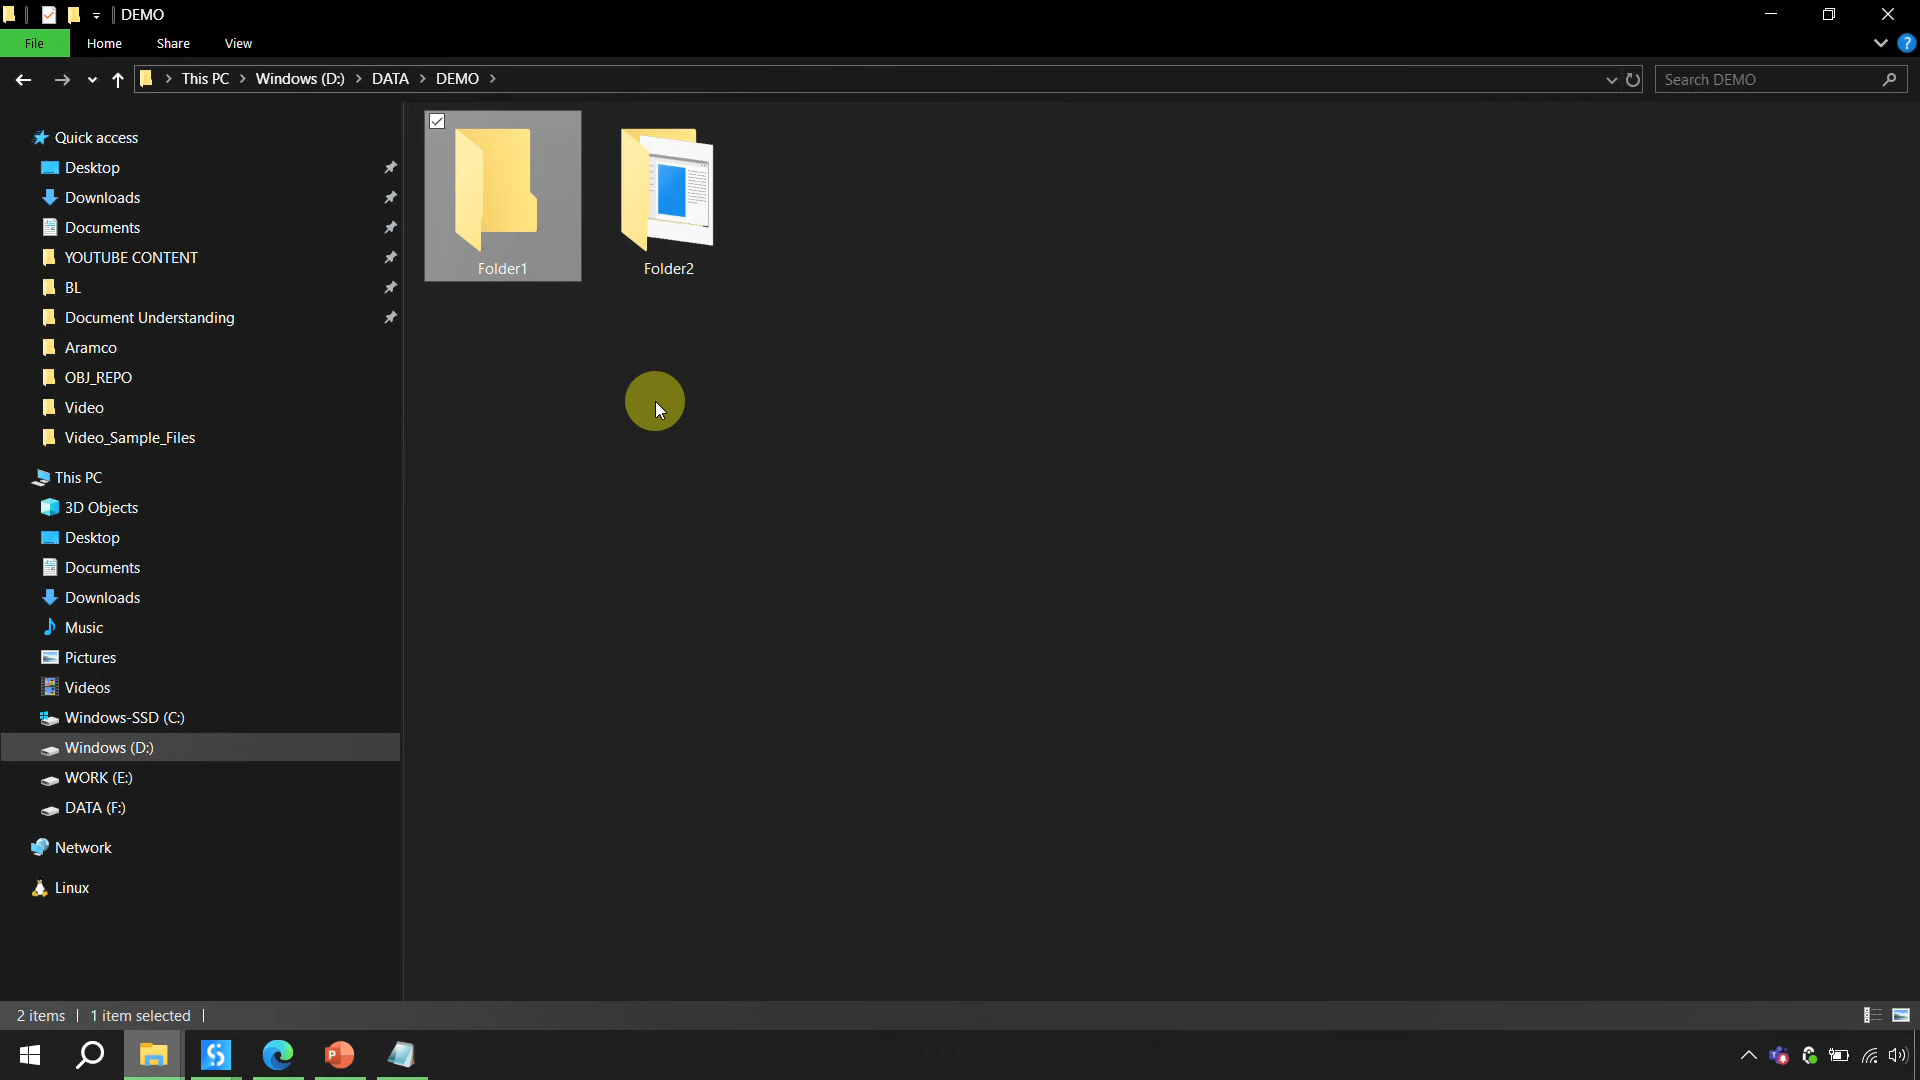 DEMO
File Home Share View
This PC Windows (D:) DATA DEMO
Search DEMO
Quick access
Desktop
Downloads
Documents
YOUTUBE CONTENT
BL
Document Understanding
Aramco
OBJ_REPO
Video
Video_Sample_Files
This PC
3D Objects
Desktop
Documents
Downloads
Music
Pictures
Videos
Windows-SSD (C:)
Windows (D:)
WORK (E:)
DATA (F:)
Network
Linux
Folder1 Folder2
2 items 1 item selected